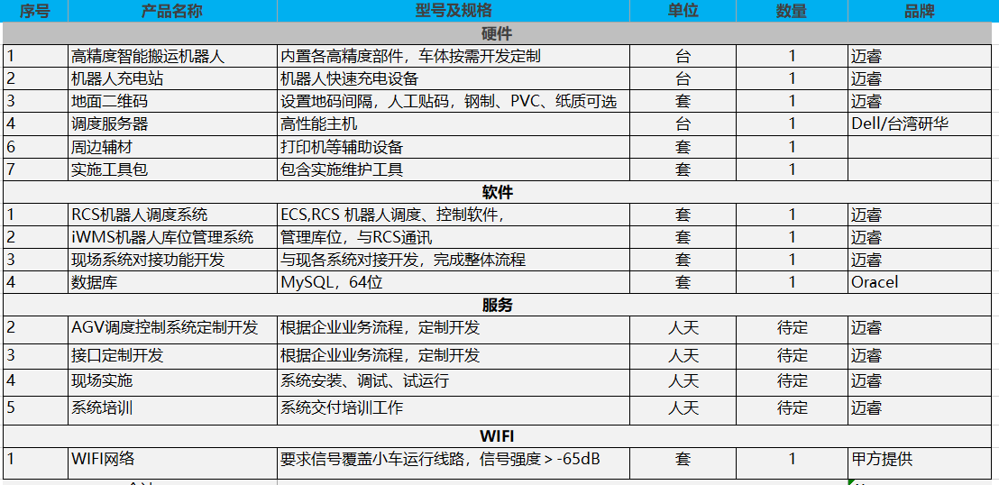 序号 产品名称 型号及规格 单位 数量 品牌
硬件
1 高精度智能搬运机器人 内置各高精度部件，车体按需开发定制 台 1 迈睿
2 机器人充电站 机器人快速充电设备 台 1 迈睿
3 地面二维码 设置地码间隔，人工贴码，钢制、PVC、纸质可选 套 1 迈睿
4 调度服务器 高性能主机 台 1 Dell/台湾研华
6 周边辅材 打印机等辅助设备 套 1
7 实施工具包 包含实施维护工具 套 1
软件
1 RCS机器人调度系统 ECS,RCS 机器人调度、控制软件， 套 1 迈睿
2 iWMS机器人库位管理系统 管理库位，与RCS通讯 套 1 迈睿
3 现场系统对接功能开发 与现各系统对接开发，完成整体流程 套 1 迈睿
4 数据库 MySQL，64位 套 1 Oracel
服务
2 AGV调度控制系统定制开发 根据企业业务流程，定制开发 人天 待定 迈睿
3 接口定制开发 根据企业业务流程，定制开发 人天 待定 迈睿
4 现场实施 系统安装、调试、试运行 人天 待定 迈睿
5 系统培训 系统交付培训工作 人天 待定 迈睿
WIFI
1 WIFI网络 要求信号覆盖小车运行线路，信号强度＞-65dB 套 1 甲方提供